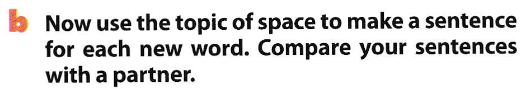 b Now use the topic of space to make a sentence
for each new word. Compare your sentences
with a partner.